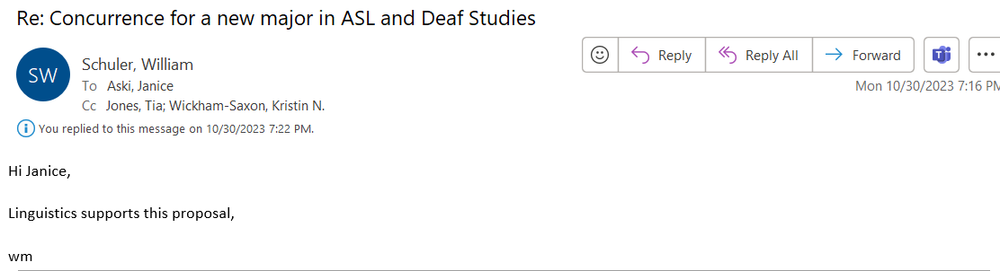 Re: Concurrence for a new major in ASL and Deaf Studies
SW
Schuler, William
To Aski, Janice
Cc Jones, Tia; Wickham-Saxon, Kristin N.
Reply
Reply All
Forward
Mon 10/30/2023 7:16 PM
You replied to this message on 10/30/2023 7:22 PM.
Hi Janice,
Linguistics supports this proposal,
wm